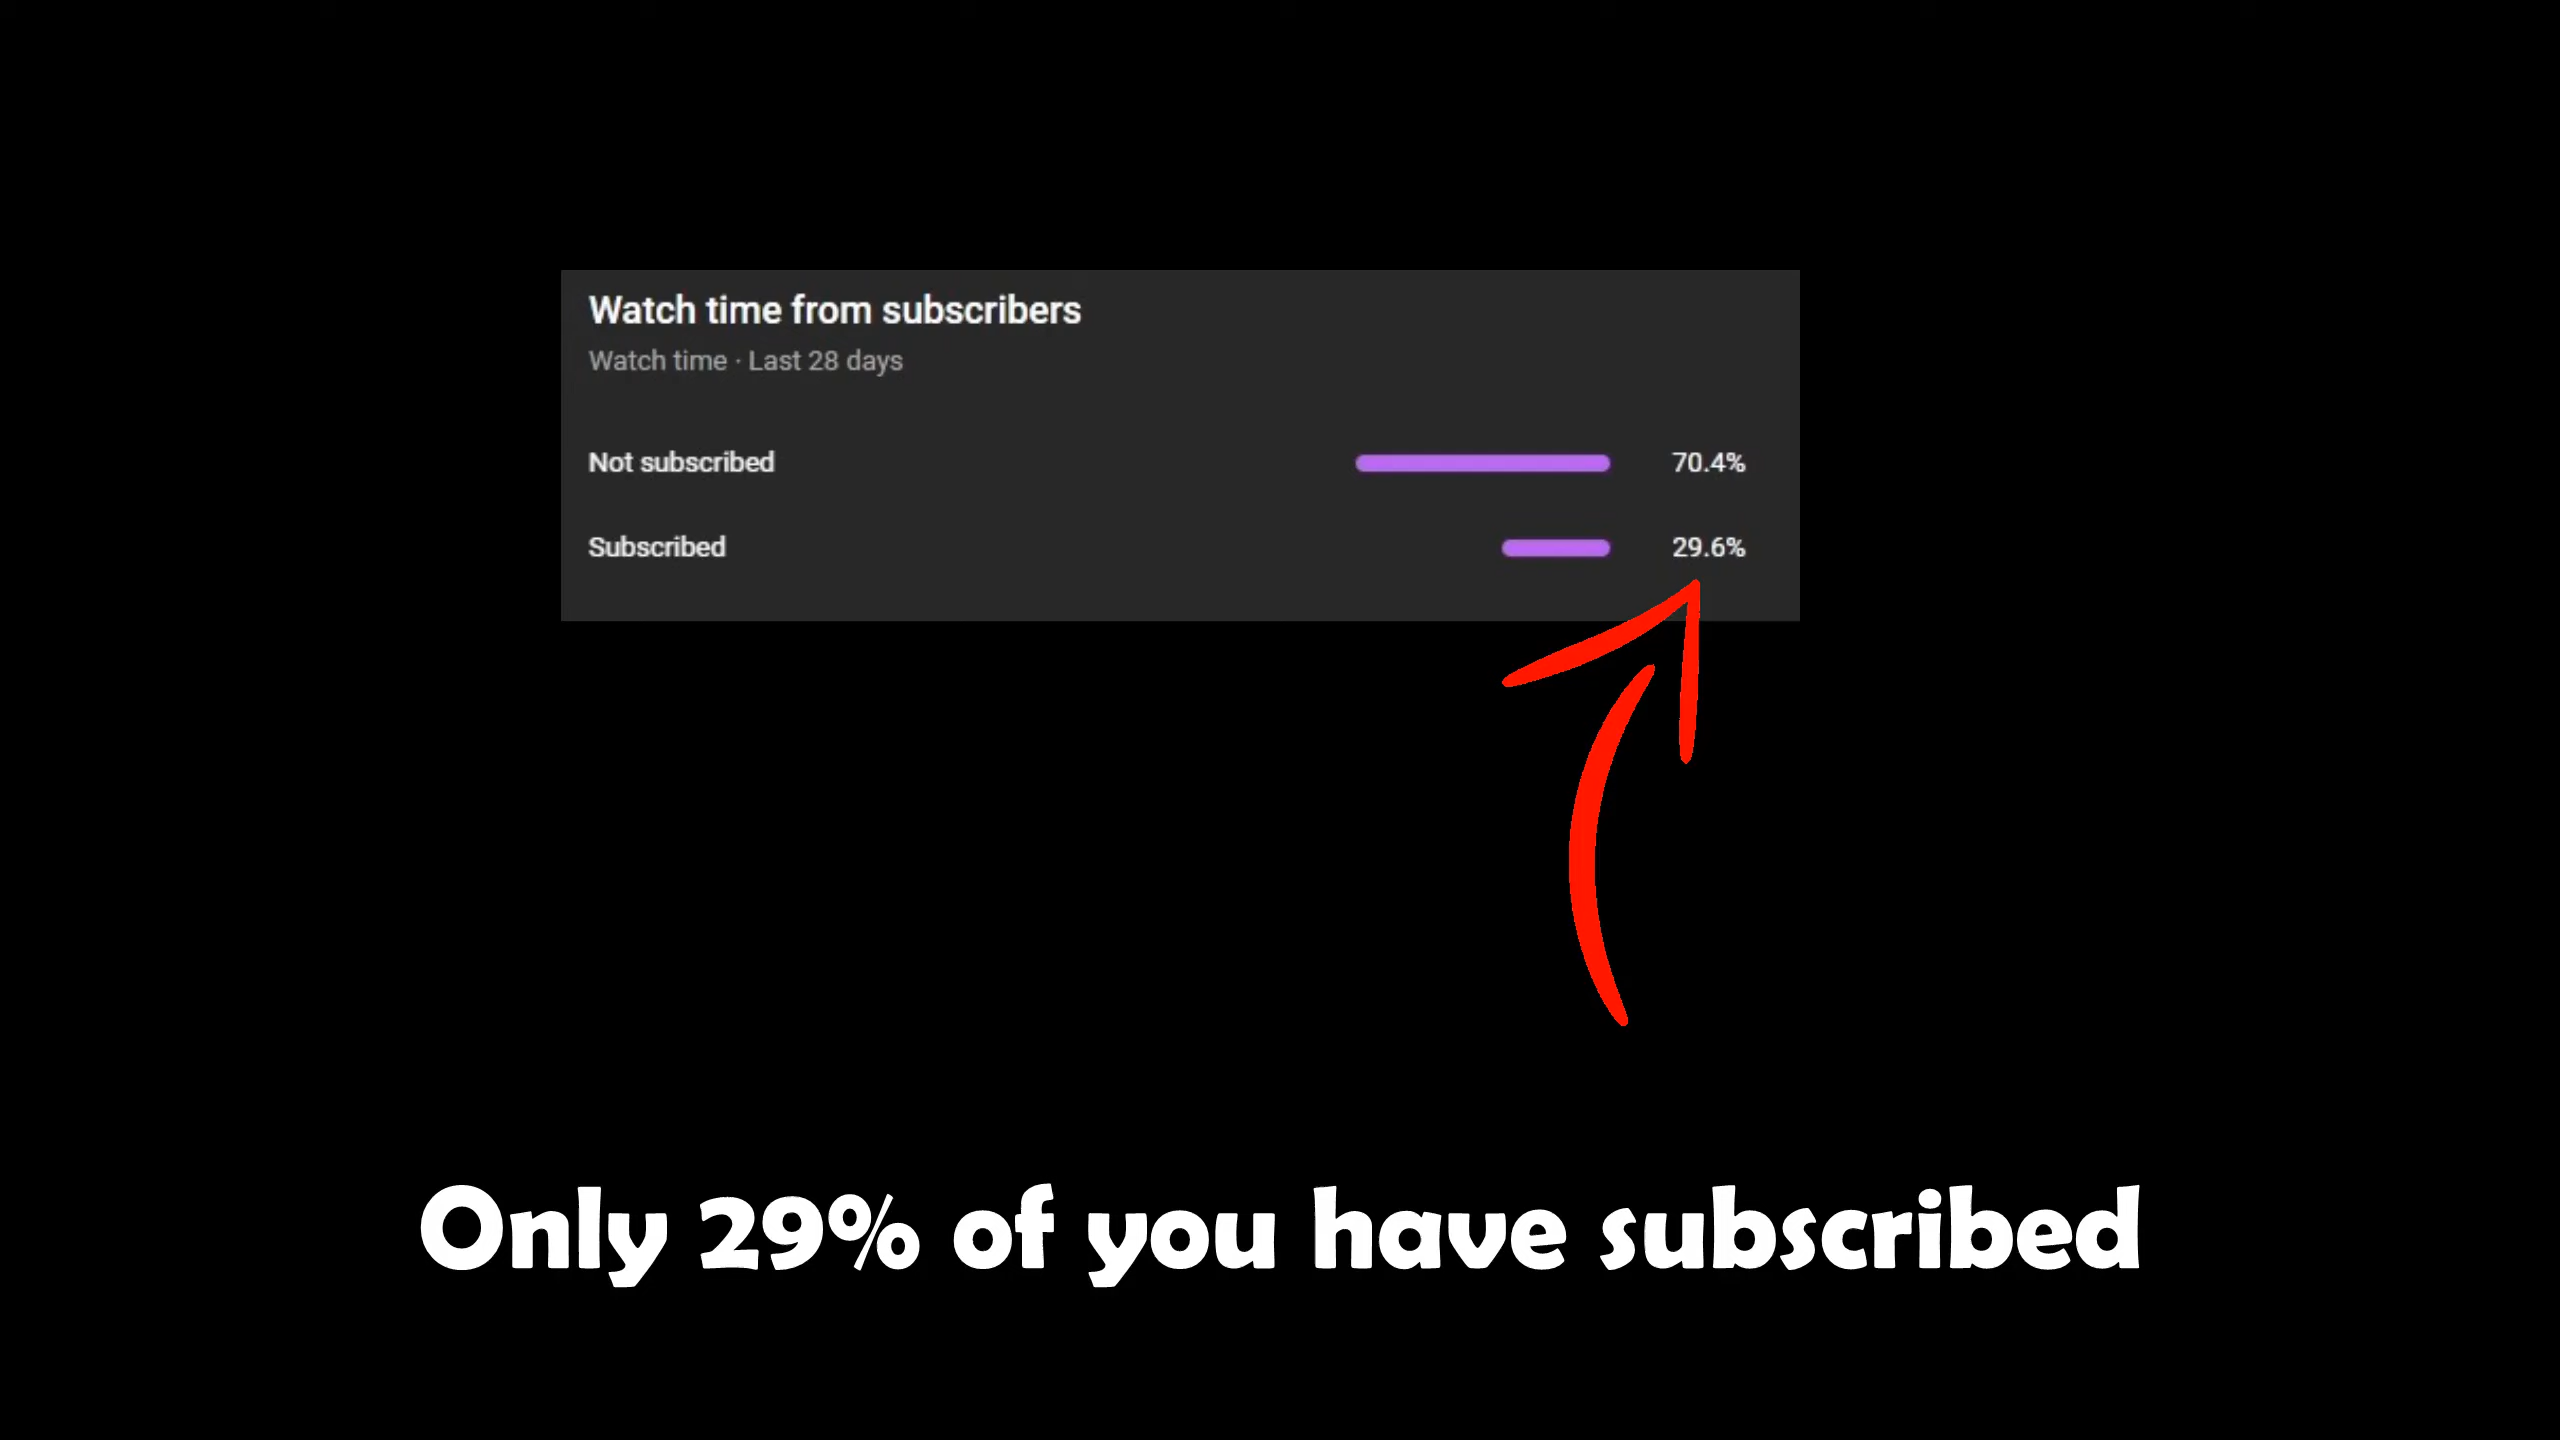 Watch time from subscribers
Watch time · Last 28 days
Not subscribed 70.4%
Subscribed 29.6%
Only 29% of you have subscribed